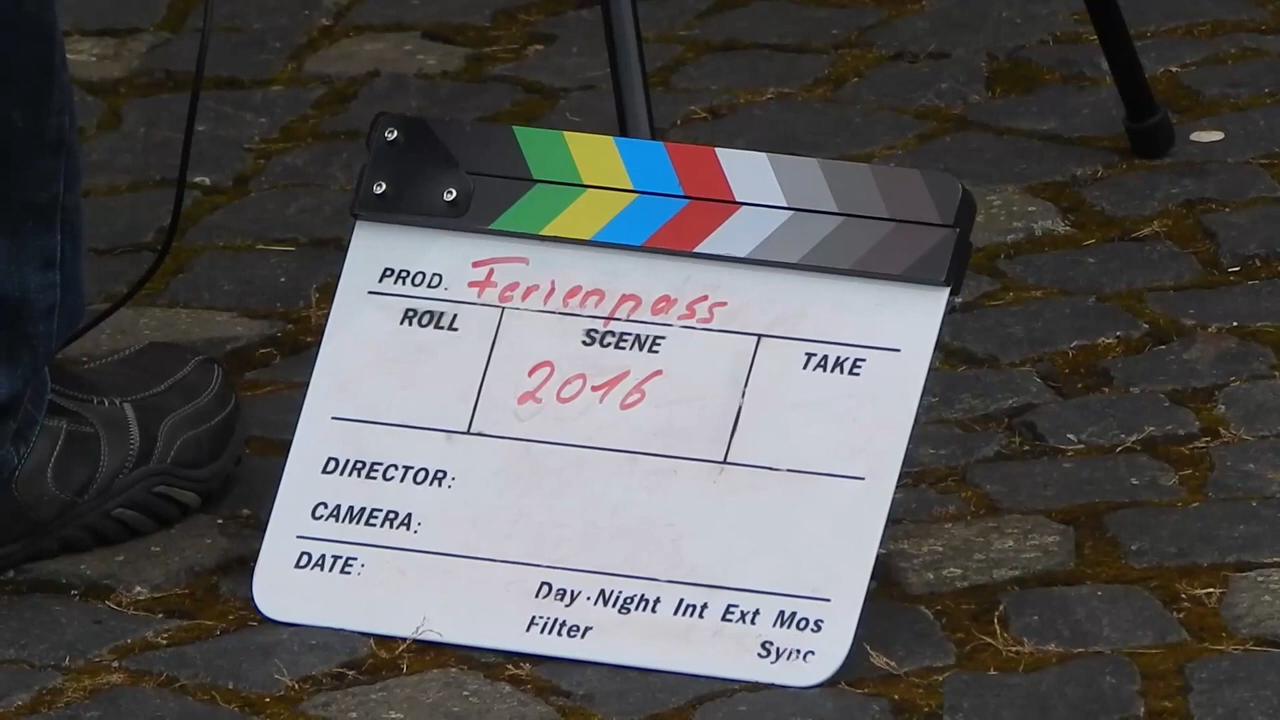 PROD. Ferienpass
ROLL SCENE TAKE
2016
DIRECTOR:
CAMERA:
DATE:
Day·Night Int Ext Mos
Filter Sync